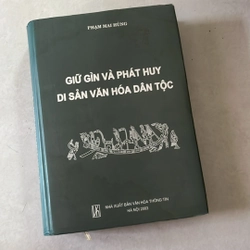 PHẠM MAI HÙNG
GIỮ GÌN VÀ PHÁT HUY
DI SẢN VĂN HÓA DÂN TỘC
NHÀ XUẤT BẢN VĂN HÓA THÔNG TIN
HÀ NỘI 2003